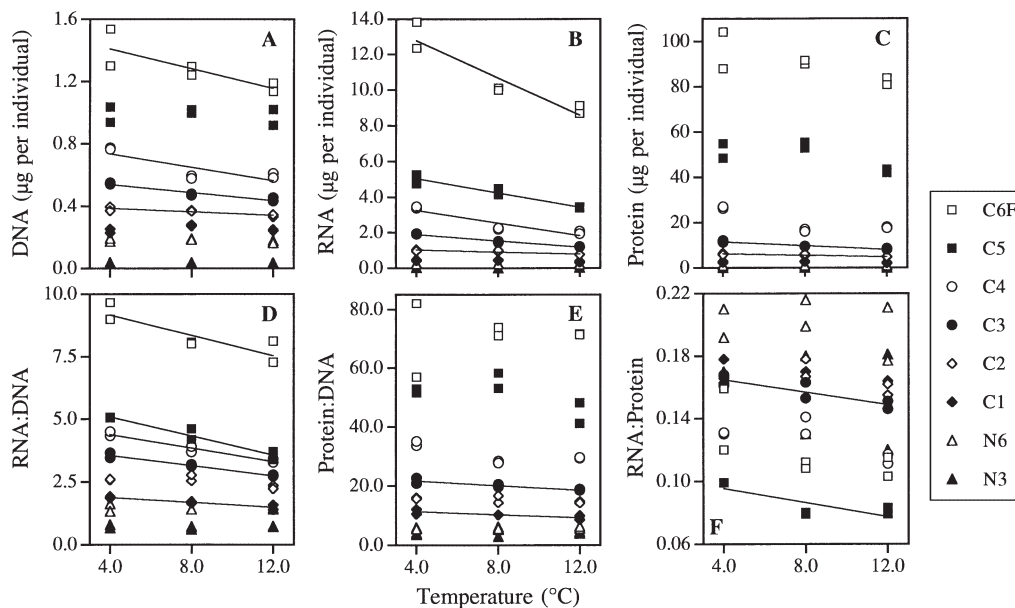 A
DNA (µg per individual)
1.6
1.2
0.8
0.4
0.0
B
RNA (µg per individual)
14.0
12.0
10.0
8.0
6.0
4.0
2.0
0.0
C
Protein (µg per individual)
100
80
60
40
20
0
D
RNA:DNA
10.0
7.5
5.0
2.5
0.0
4.0 8.0 12.0
E
Protein:DNA
80.0
60.0
40.0
20.0
0.0
4.0 8.0 12.0
F
RNA:Protein
0.22
0.18
0.14
0.10
0.06
4.0 8.0 12.0
Temperature (°C)
C6F
C5
C4
C3
C2
C1
N6
N3